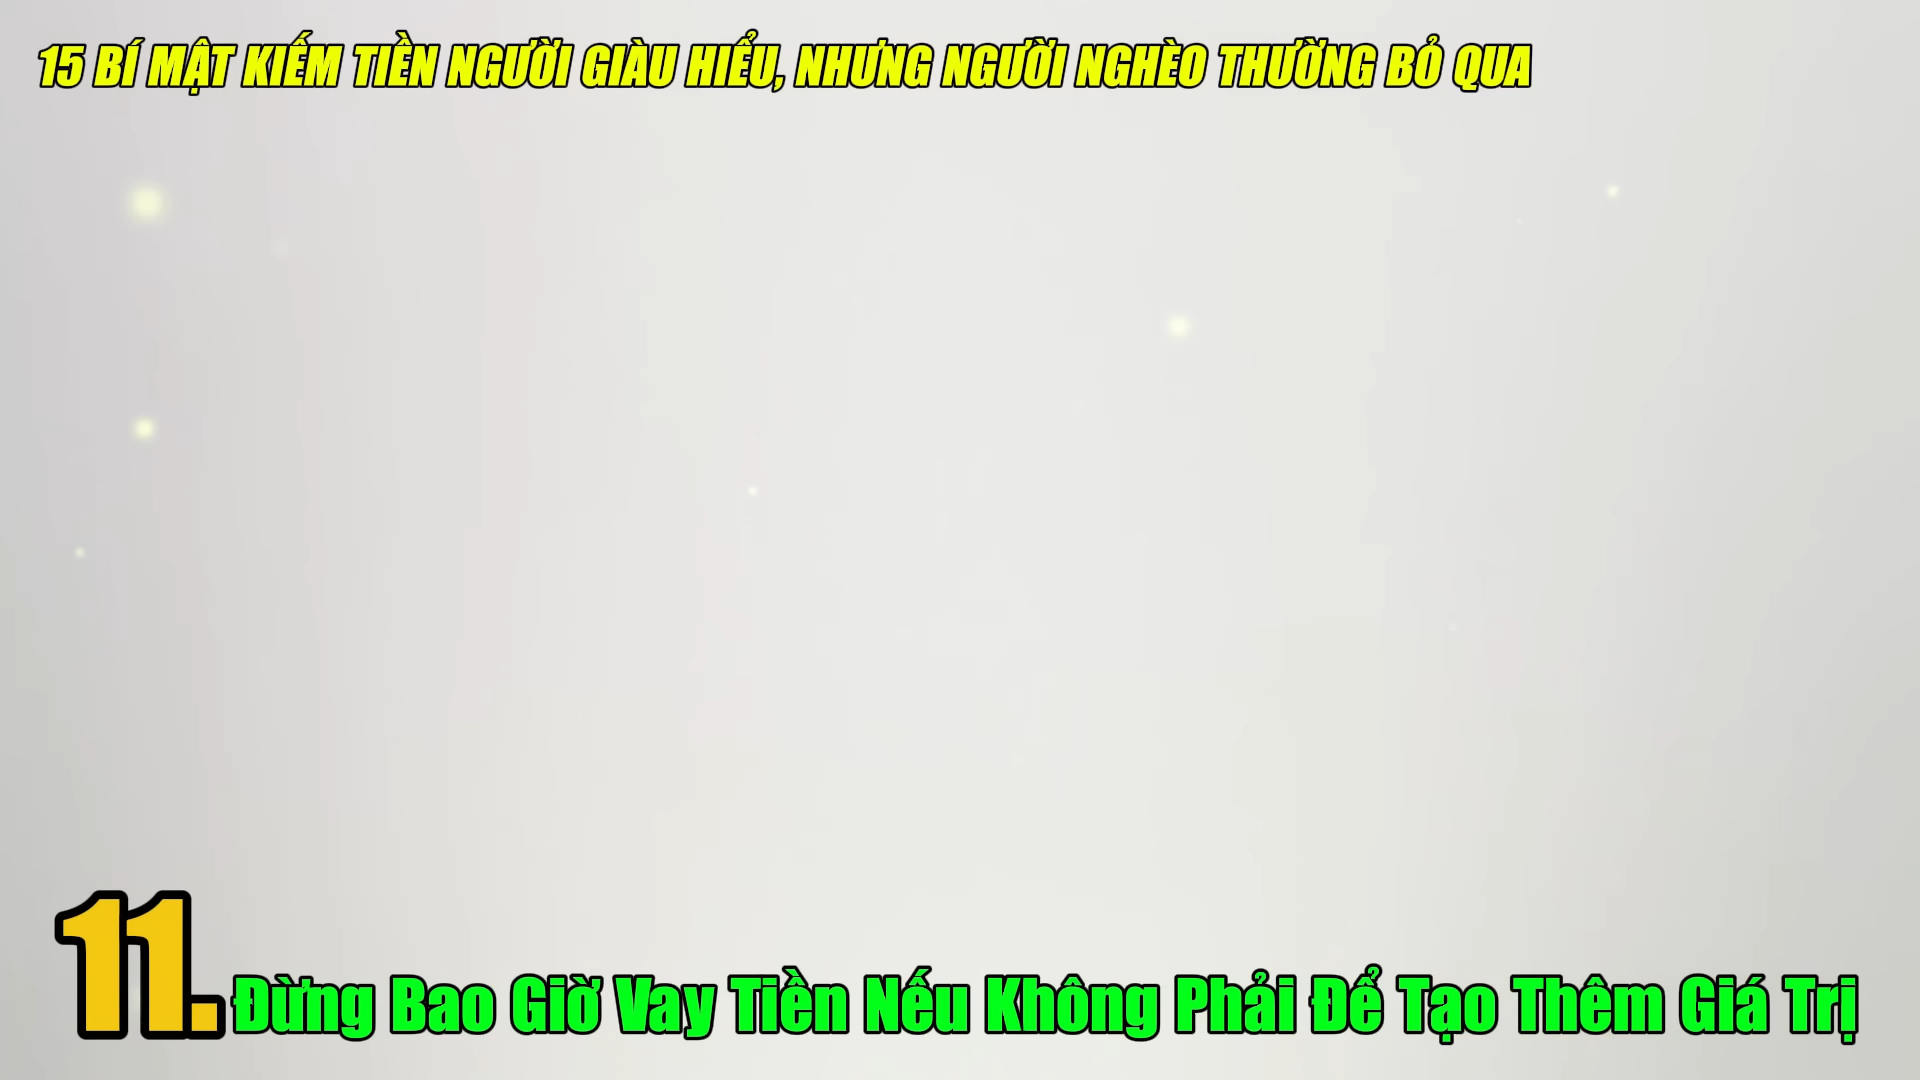 15 BÍ MẬT KIẾM TIỀN NGƯỜI GIÀU HIỂU, NHƯNG NGƯỜI NGHÈO THƯỜNG BỎ QUA
11. Đừng Bao Giờ Vay Tiền Nếu Không Phải Để Tạo Thêm Giá Trị